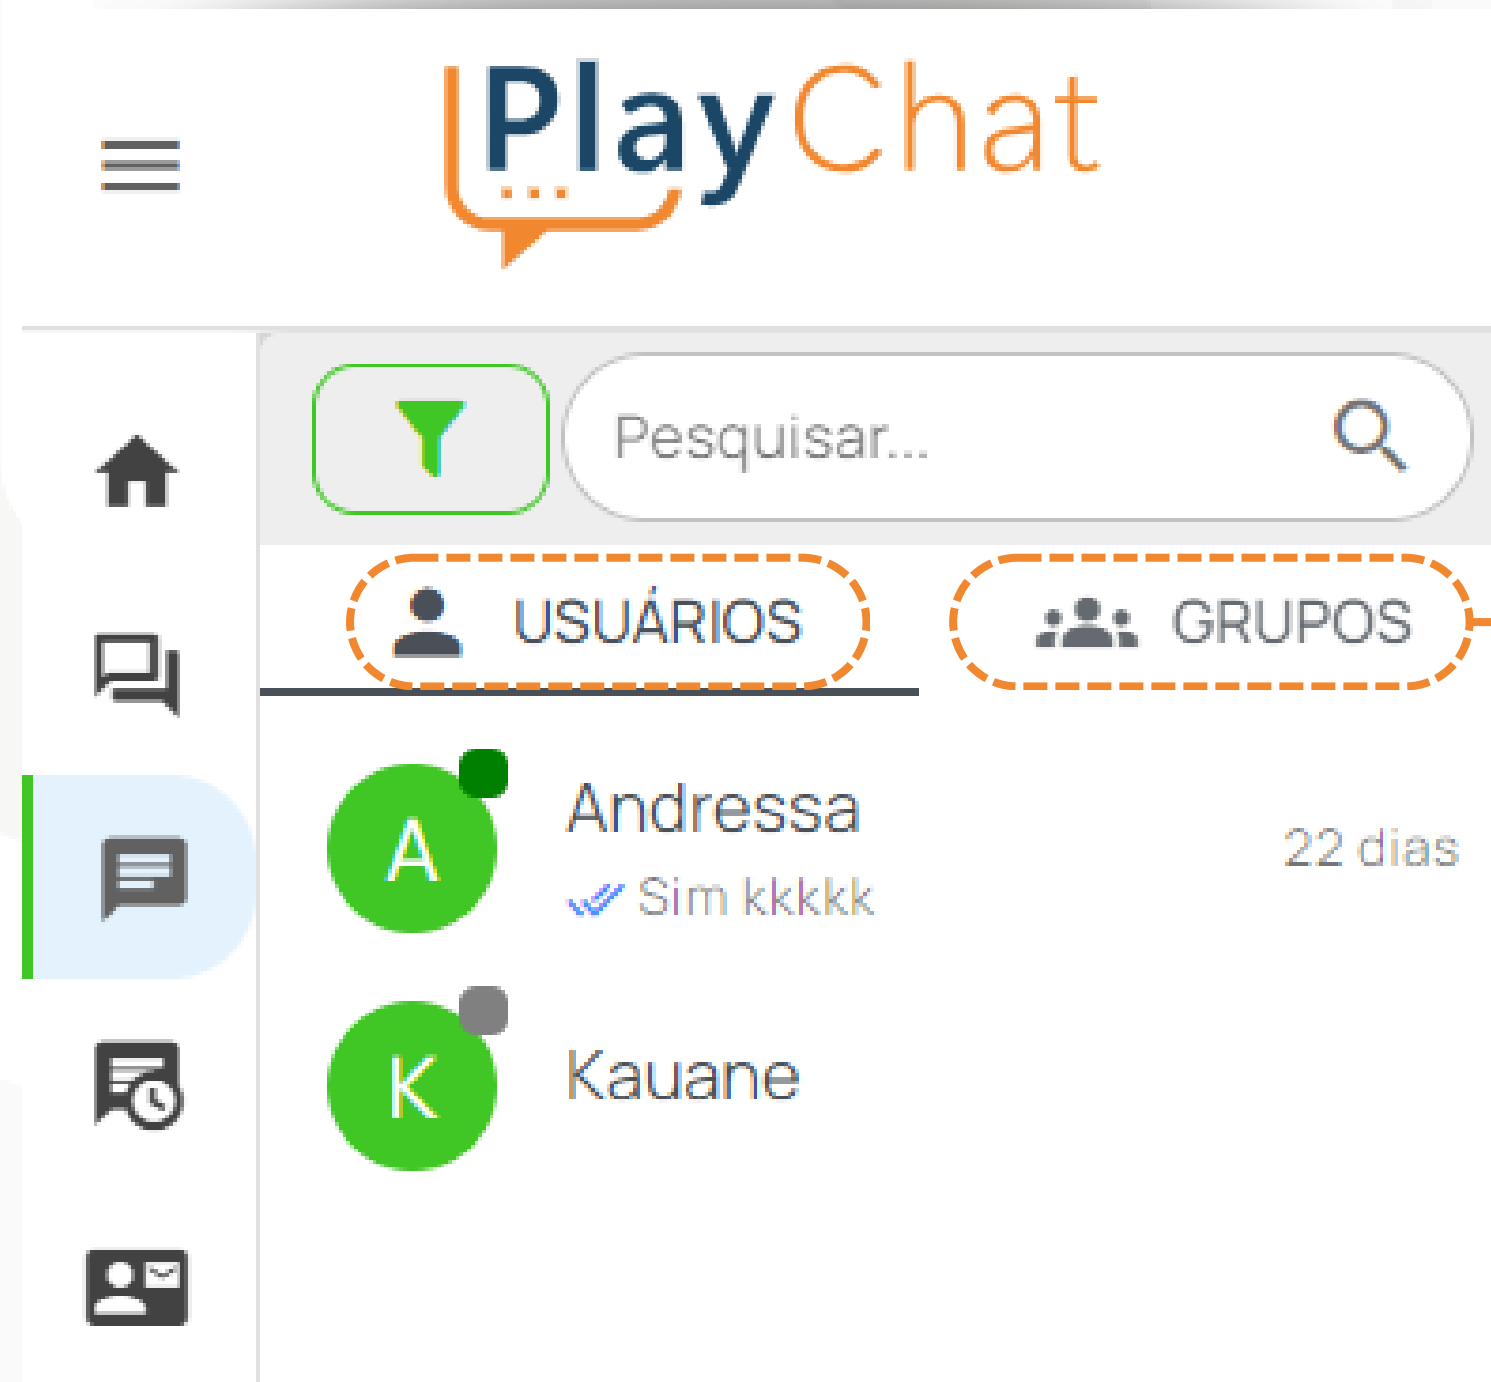 PlayChat
Pesquisar...
USUÁRIOS GRUPOS
A Andressa
22 dias
Sim kkkkk
K Kauane